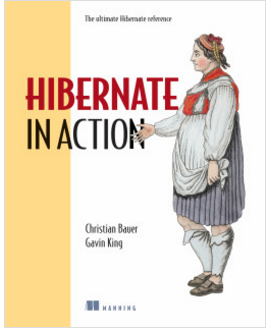 The ultimate Hibernate reference
HIBERNATE
IN ACTION
Christian Bauer
Gavin King
MANNING